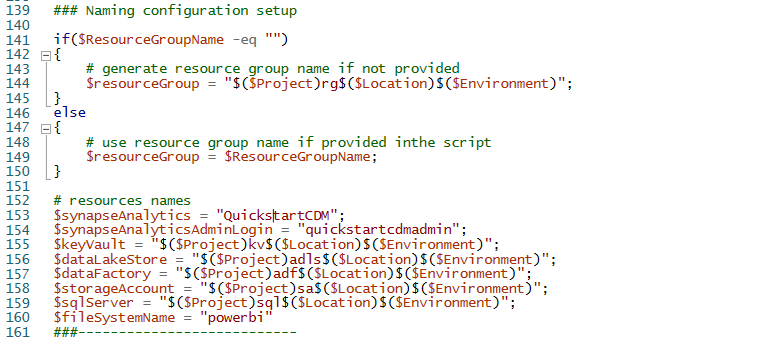 139 ### Naming configuration setup
140
141 if($ResourceGroupName -eq "")
142 {
143 # generate resource group name if not provided
144 $resourceGroup = "$($Project)rg$($Location)$($Environment)";
145 }
146 else
147 {
148 # use resource group name if provided inthe script
149 $resourceGroup = $ResourceGroupName;
150 }
151
152 # resources names
153 $synapseAnalytics = "QuickstartCDM";
154 $synapseAnalyticsAdminLogin = "quickstartcdmadmin";
155 $keyVault = "$($Project)kv$($Location)$($Environment)";
156 $dataLakeStore = "$($Project)adls$($Location)$($Environment)";
157 $dataFactory = "$($Project)adf$($Location)$($Environment)";
158 $storageAccount = "$($Project)sa$($Location)$($Environment)";
159 $sqlServer = "$($Project)sql$($Location)$($Environment)";
160 $fileSystemName = "powerbi"
161 ###---------------------------